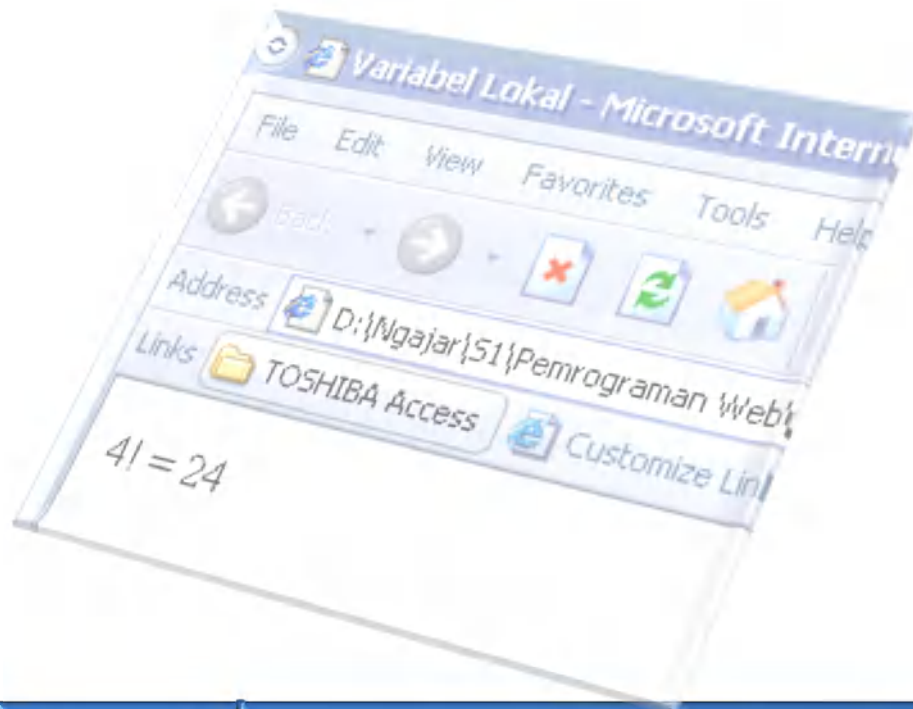 Variabel Lokal - Microsoft Intern
File Edit View Favorites Tools Help
Back
Address D:\Ngajar\S1\Pemrograman Web\
Links TOSHIBA Access Customize Lin
4! = 24